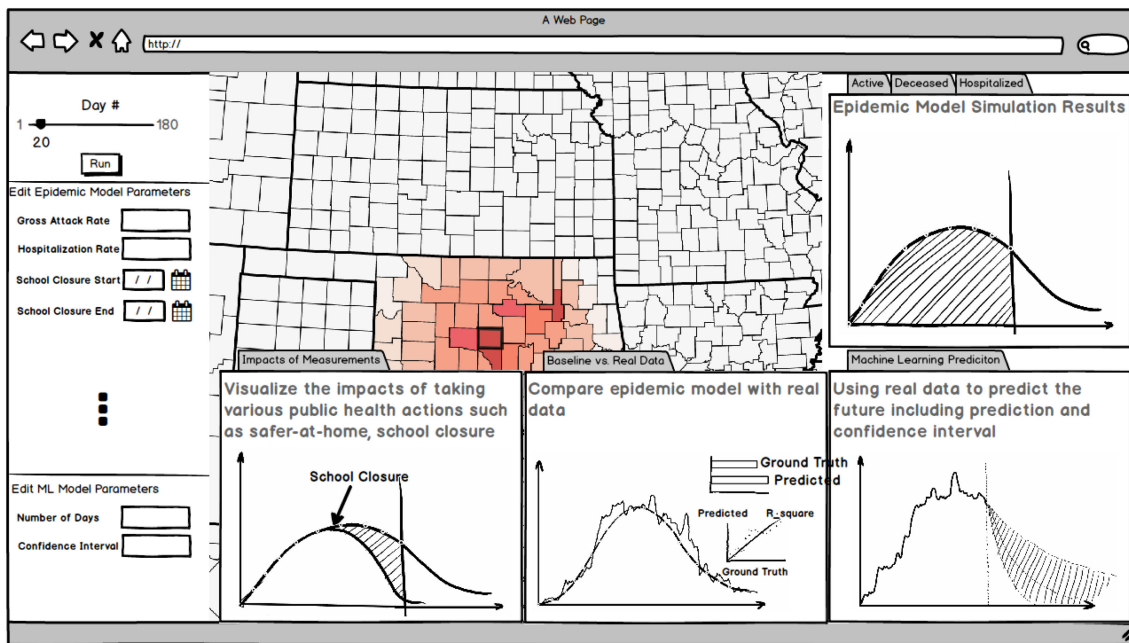 A Web Page
http://
Day #
1
180
20
Run
Edit Epidemic Model Parameters
Gross Attack Rate
Hospitalization Rate
School Closure Start
/ /
School Closure End
/ /
Edit ML Model Parameters
Number of Days
Confidence Interval
Active
Deceased
Hospitalized
Epidemic Model Simulation Results
Impacts of Measurements
Visualize the impacts of taking
various public health actions such
as safer-at-home, school closure
School Closure
Baseline vs. Real Data
Compare epidemic model with real
data
Ground Truth
Predicted
Predicted
R_square
Ground Truth
Machine Learning Prediciton
Using real data to predict the
future including prediction and
confidence interval